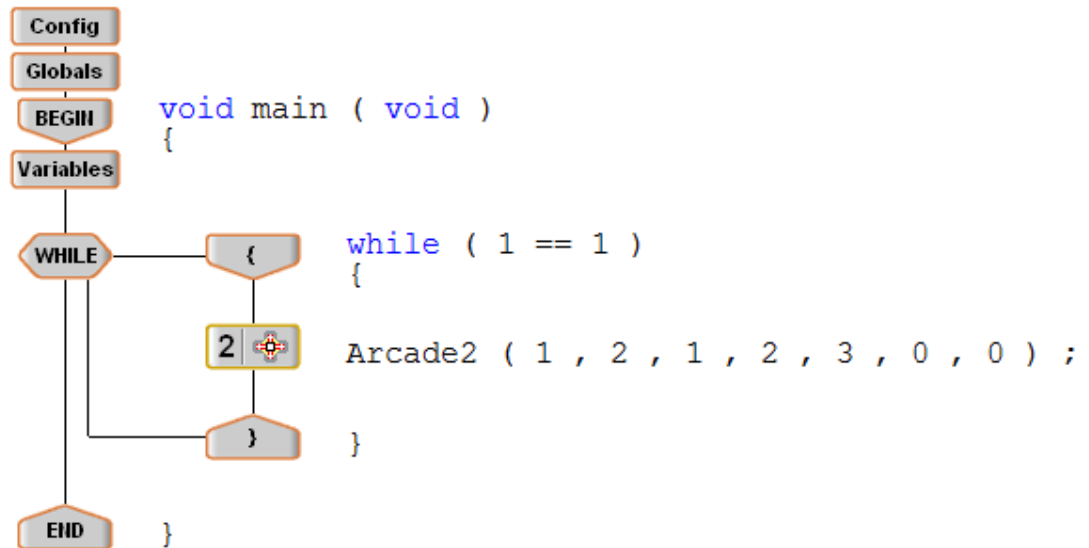 Config
Globals
BEGIN void main ( void )
{
Variables
WHILE { while ( 1 == 1 )
{
2 Arcade2 ( 1 , 2 , 1 , 2 , 3 , 0 , 0 ) ;
} }
END }